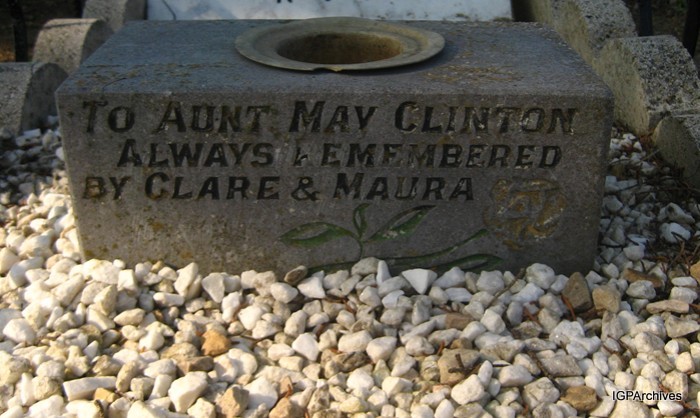 TO AUNT MAY CLINTON
ALWAYS REMEMBERED
BY CLARE & MAURA
IGPArchives